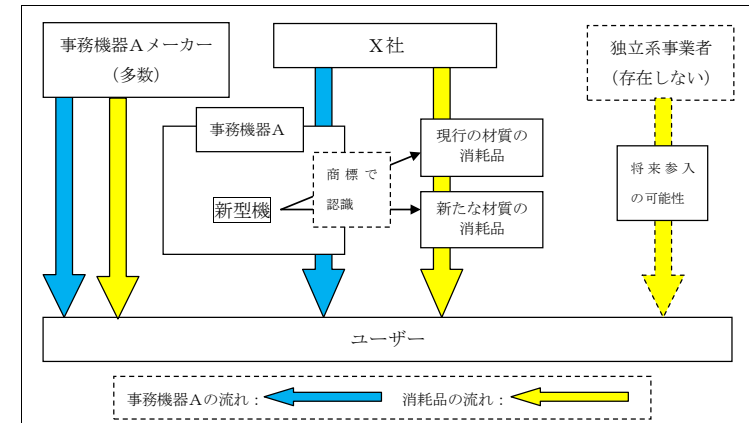 事務機器Aメーカー
(多数)
X社
独立系事業者
(存在しない)
事務機器A
新型機
商標で
認識
現行の材質の
消耗品
新たな材質の
消耗品
将来参入
の可能性
ユーザー
事務機器Aの流れ:
消耗品の流れ: